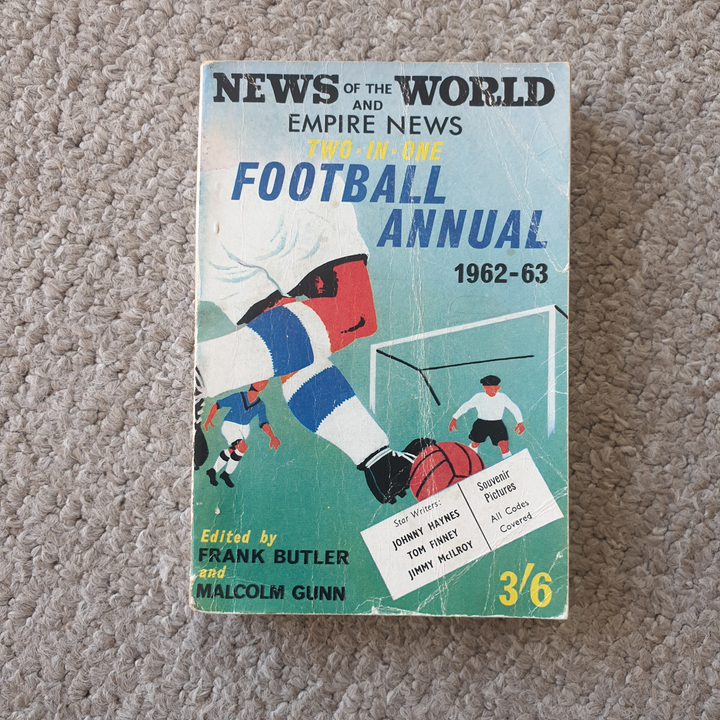 NEWS OF THE WORLD
AND
EMPIRE NEWS
TWO-IN-ONE
FOOTBALL
ANNUAL
1962-63
Star Writers:
JOHNNY HAYNES
TOM FINNEY
JIMMY McILROY
Souvenir
Pictures
All Codes
Covered
Edited by
FRANK BUTLER
and
MALCOLM GUNN
3/6